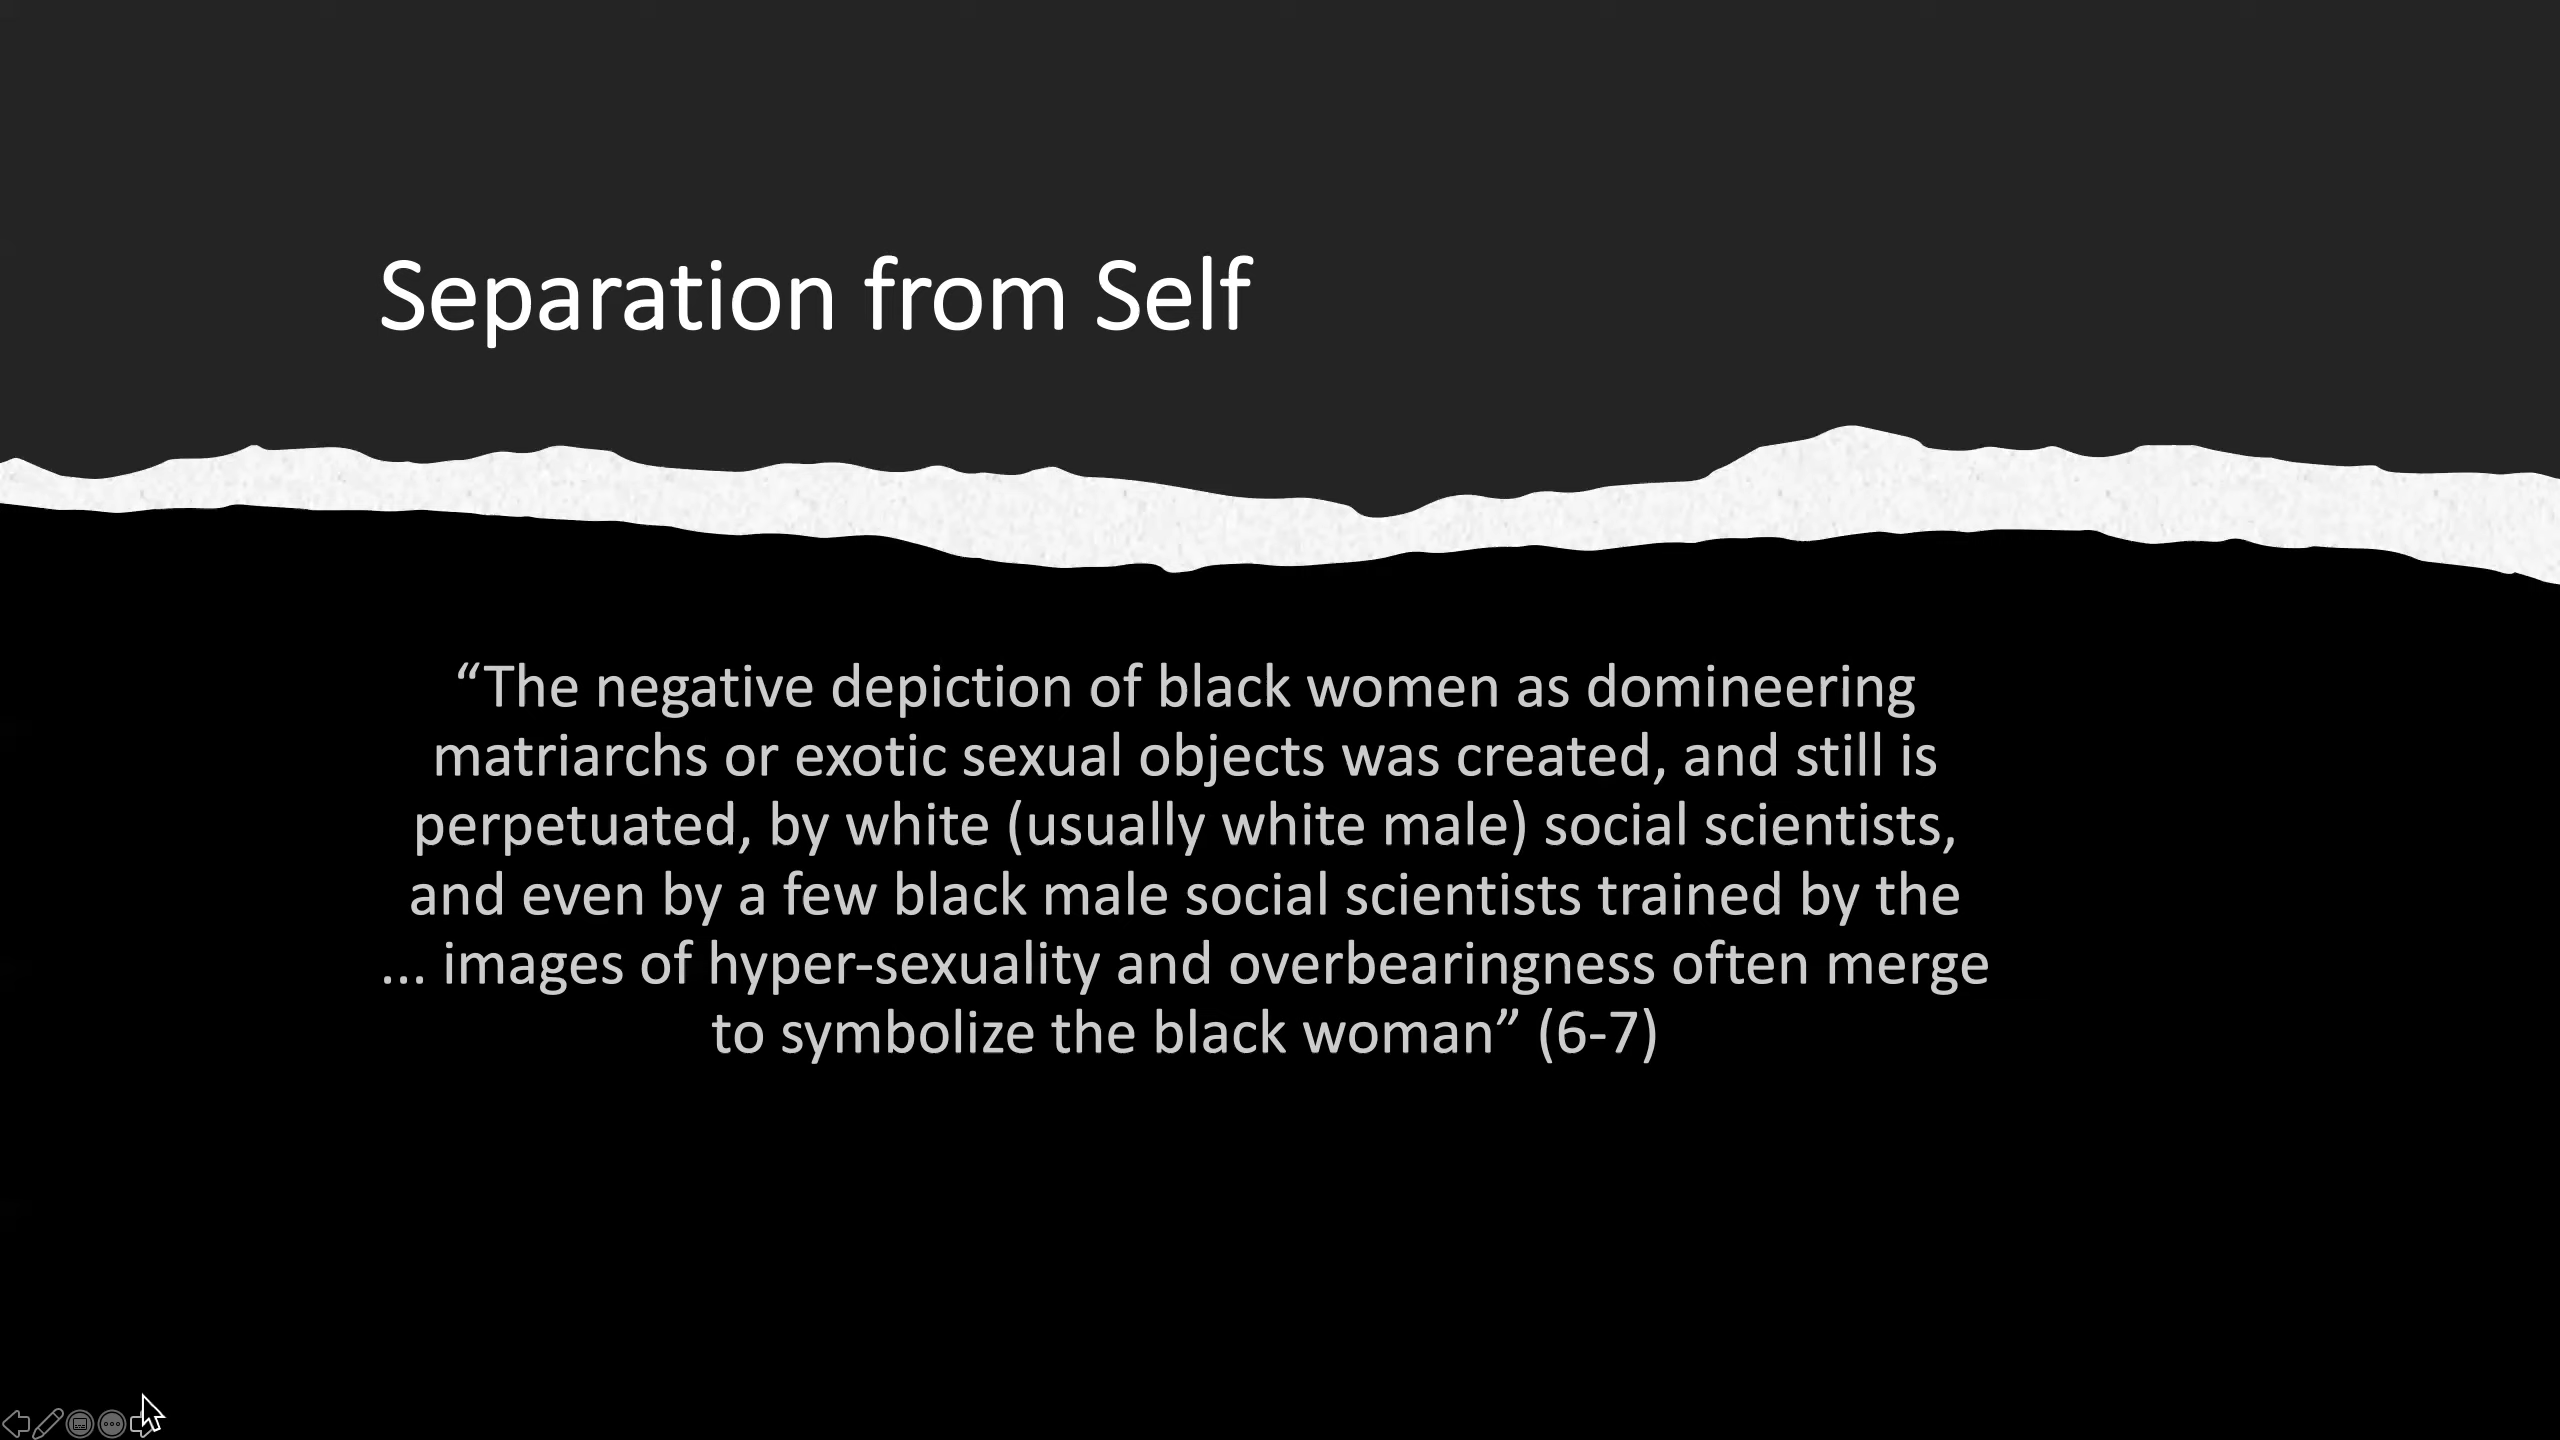 Separation from Self
“The negative depiction of black women as domineering
matriarchs or exotic sexual objects was created, and still is
perpetuated, by white (usually white male) social scientists,
and even by a few black male social scientists trained by the
... images of hyper-sexuality and overbearingness often merge
to symbolize the black woman” (6-7)